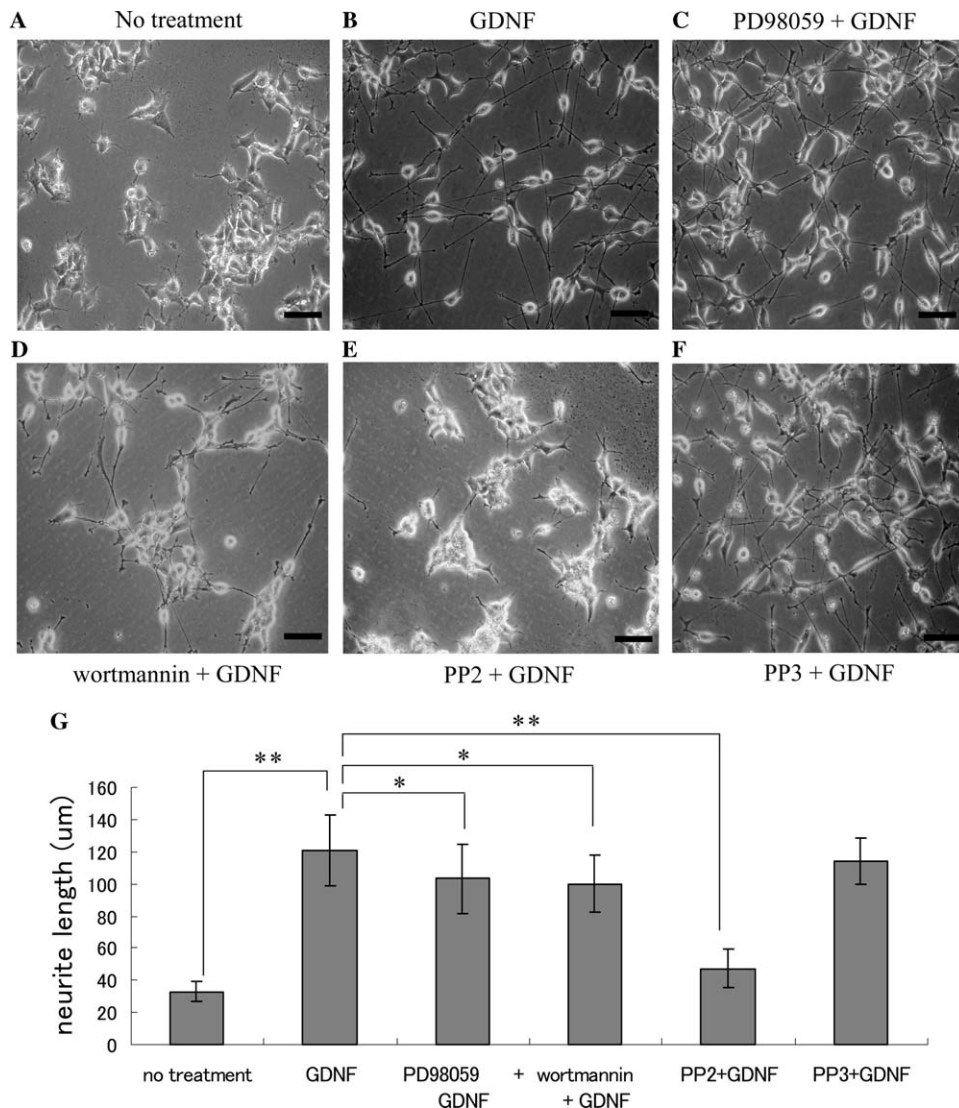 A No treatment B GDNF C PD98059 + GDNF
D E F
wortmannin + GDNF PP2 + GDNF PP3 + GDNF
G
** 
* 
* 
**
neurite length (um)
160
140
120
100
80
60
40
20
0
no treatment GDNF PD98059 + wortmannin PP2+GDNF PP3+GDNF
GDNF + GDNF